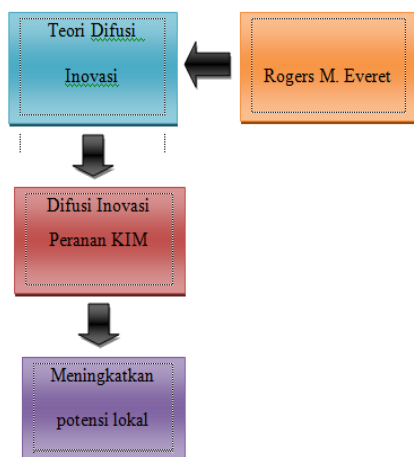 Teori Difusi
Inovasi
Rogers M. Everet
Difusi Inovasi
Peranan KIM
Meningkatkan
potensi lokal